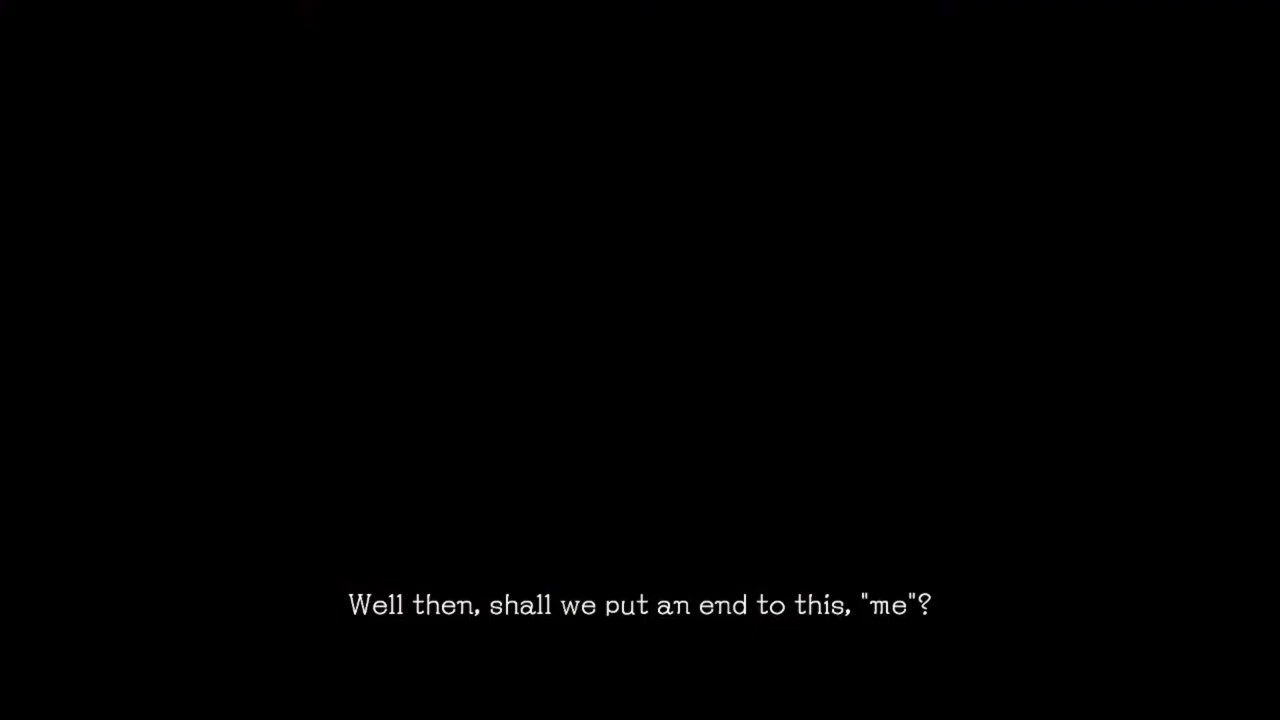 Well then, shall we put an end to this, "me"?